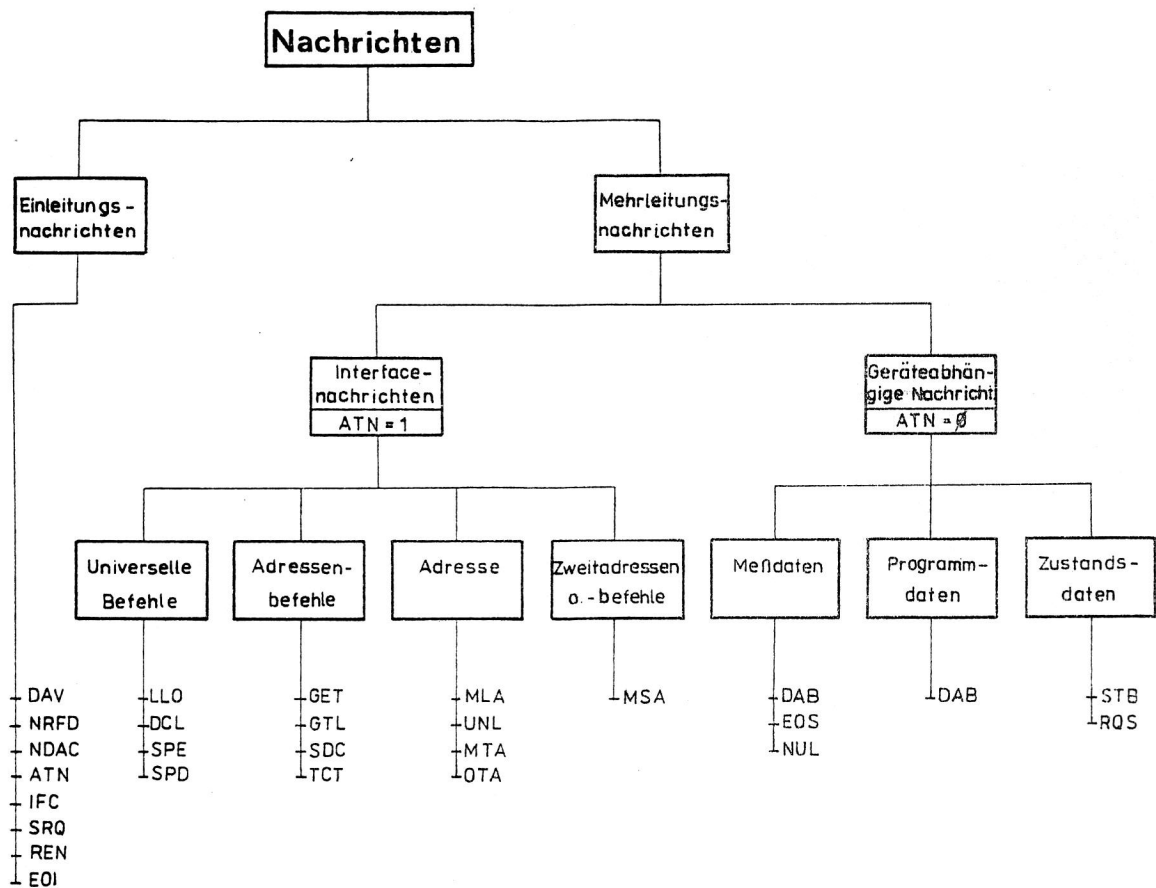 Nachrichten
Einleitungs-
nachrichten
Mehrleitungs-
nachrichten
Interface-
nachrichten
ATN = 1
Geräteabhän-
gige Nachricht
ATN = Ø
Universelle
Befehle
Adressen-
befehle
Adresse
Zweitadressen
o.-befehle
Meßdaten
Programm-
daten
Zustands-
daten
DAV
NRFD
NDAC
ATN
IFC
SRQ
REN
EOI
LLO
DCL
SPE
SPD
GET
GTL
SDC
TCT
MLA
UNL
MTA
OTA
MSA
DAB
EOS
NUL
DAB
STB
RQS